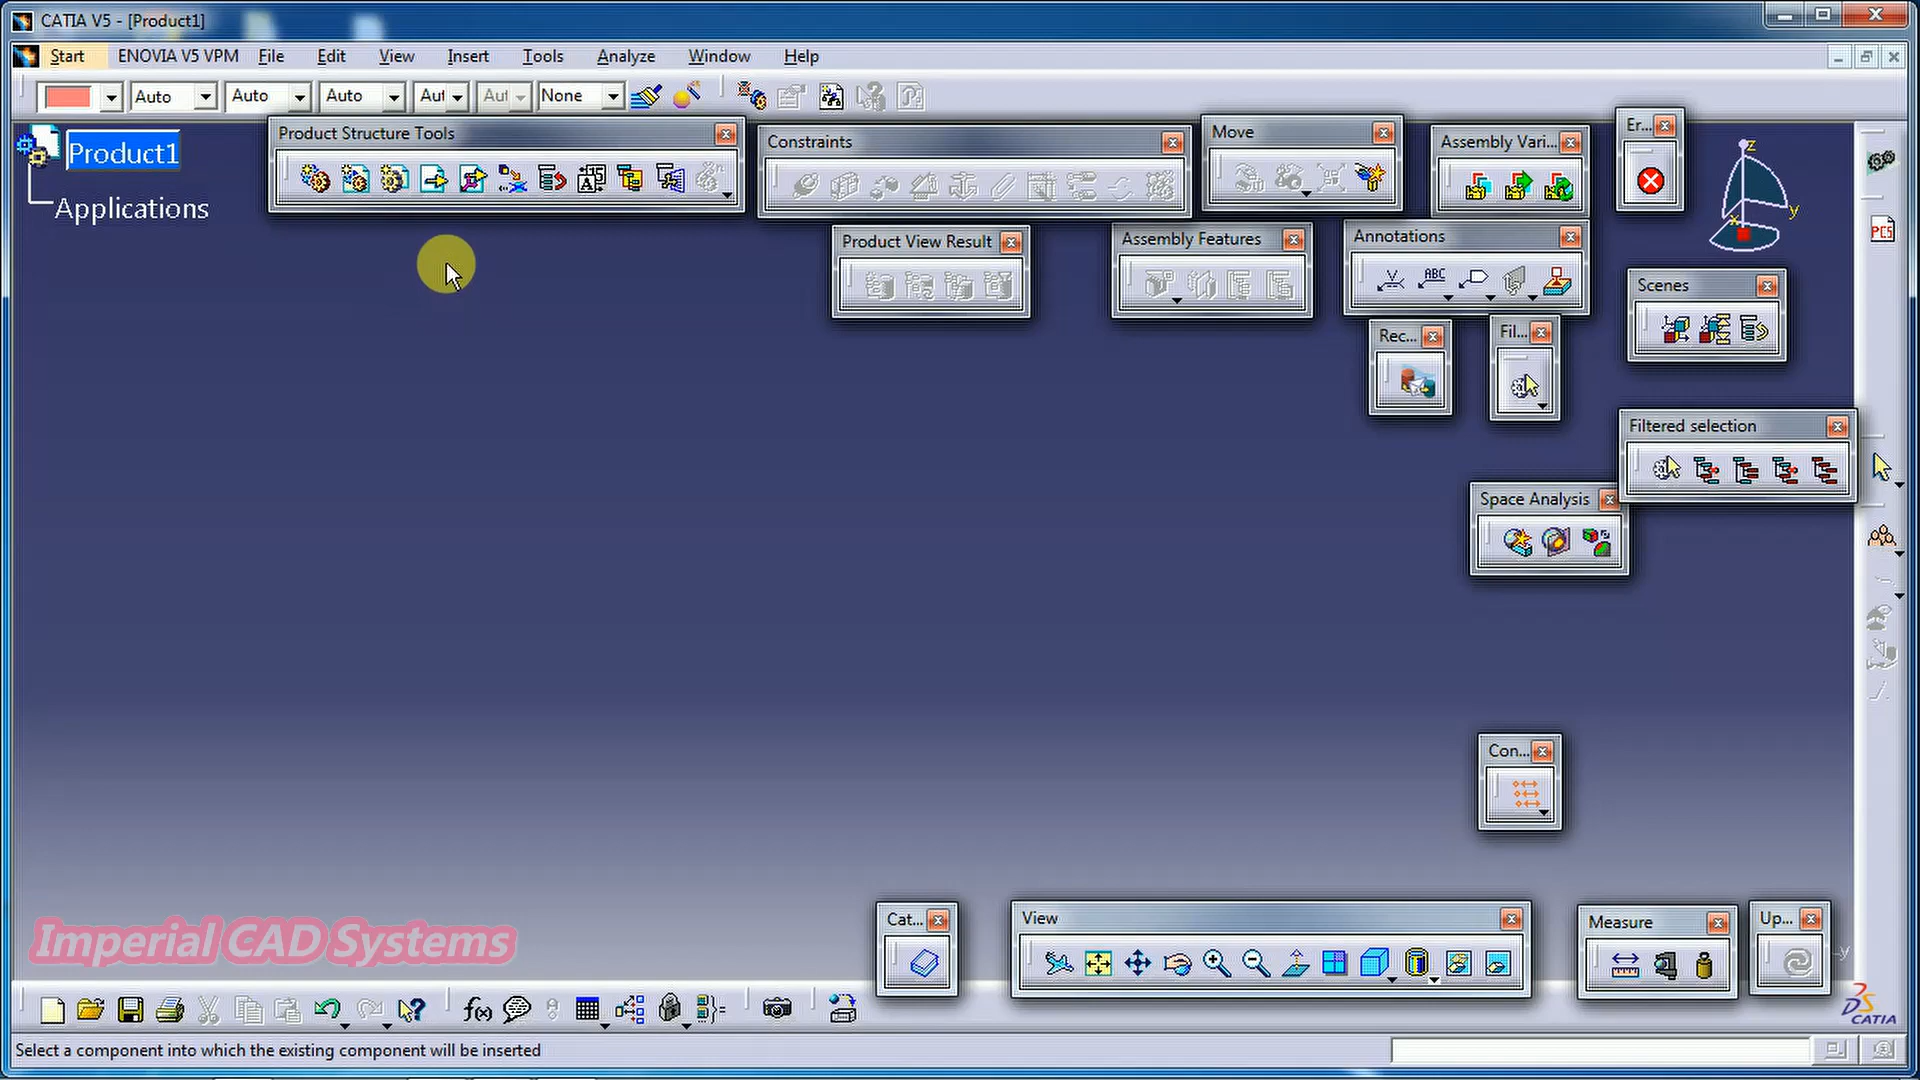 CATIA V5 - [Product1]
Start ENOVIA V5 VPM File Edit View Insert Tools Analyze Window Help
Auto Auto Auto Aut Aut None
Product1
Applications
Product Structure Tools
Constraints
Move
Assembly Vari...
Er...
Product View Result
Assembly Features
Annotations
ABC
Scenes
Rec...
Fil...
Filtered selection
Space Analysis
Con...
z
y
x
PCS
Imperial CAD Systems
Cat...
View
Measure
Up...
y
f(x)
DS
CATIA
Select a component into which the existing component will be inserted